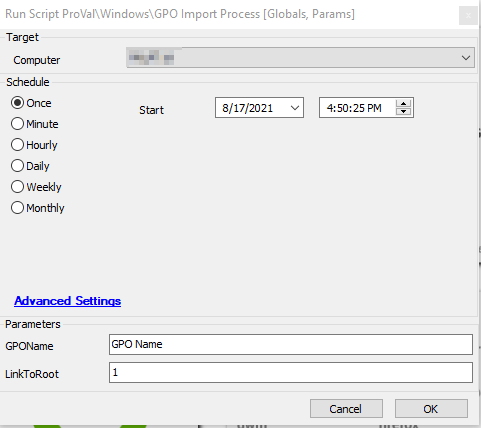 Run Script ProVal\Windows\GPO Import Process [Globals, Params]
Target
Computer
Schedule
Once
Start
8/17/2021
4:50:25 PM
Minute
Hourly
Daily
Weekly
Monthly
Advanced Settings
Parameters
GPOName
GPO Name
LinkToRoot
1
Cancel
OK